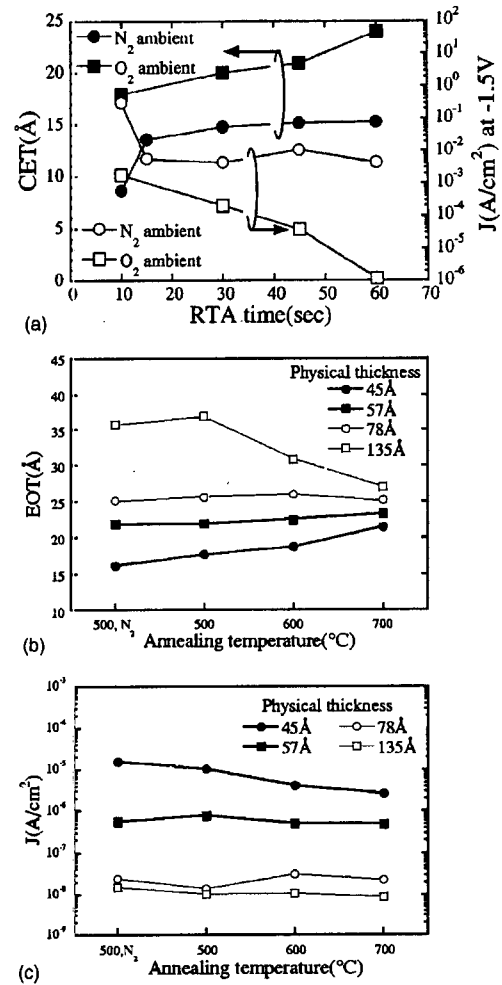 25
20
15
10
5
0
CET(Å)
N2 ambient
O2 ambient
N2 ambient
O2 ambient
10^2
10^1
10^0
10^-1
10^-2
10^-3
10^-4
10^-5
10^-6
J(A/cm2) at -1.5V
0 10 20 30 40 50 60 70
RTA time(sec)
(a)
45
40
35
30
25
20
15
10
EOT(Å)
Physical thickness
45Å
57Å
78Å
135Å
500, N2 500 600 700
Annealing temperature(°C)
(b)
10^-3
10^-4
10^-5
10^-6
10^-7
10^-8
10^-9
J(A/cm2)
Physical thickness
45Å 78Å
57Å 135Å
500,N2 500 600 700
Annealing temperature(°C)
(c)